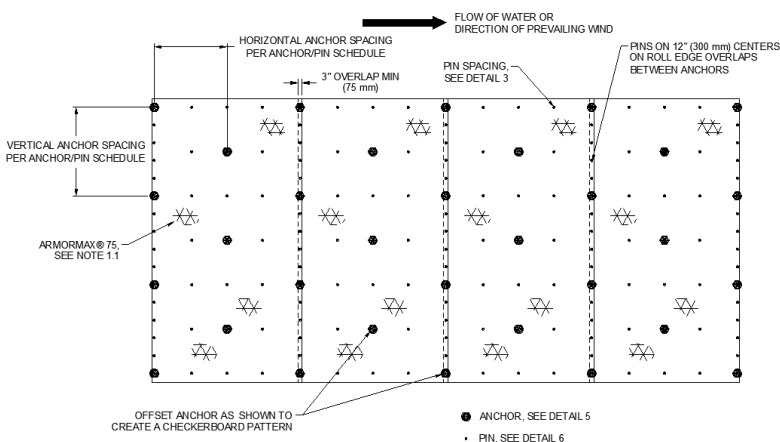 FLOW OF WATER OR
DIRECTION OF PREVAILING WIND
HORIZONTAL ANCHOR SPACING
PER ANCHOR/PIN SCHEDULE
3" OVERLAP MIN
(75 mm)
PIN SPACING,
SEE DETAIL 3
PINS ON 12" (300 mm) CENTERS
ON ROLL EDGE OVERLAPS
BETWEEN ANCHORS
VERTICAL ANCHOR SPACING
PER ANCHOR/PIN SCHEDULE
ARMORMAX® 75,
SEE NOTE 1.1
OFFSET ANCHOR AS SHOWN TO
CREATE A CHECKERBOARD PATTERN
ANCHOR, SEE DETAIL 5
PIN. SEE DETAIL 6